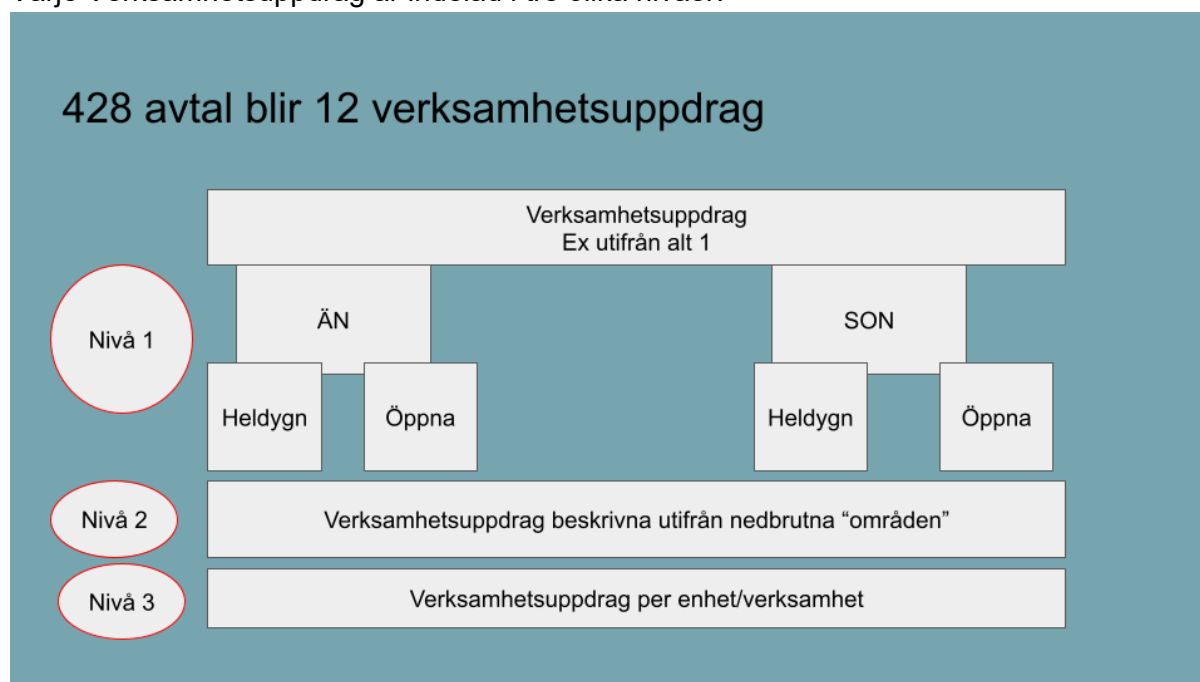 428 avtal blir 12 verksamhetsuppdrag
Verksamhetsuppdrag
Ex utifrån alt 1
Nivå 1
ÄN
SON
Heldygn
Öppna
Heldygn
Öppna
Nivå 2
Verksamhetsuppdrag beskrivna utifrån nedbrutna “områden”
Nivå 3
Verksamhetsuppdrag per enhet/verksamhet